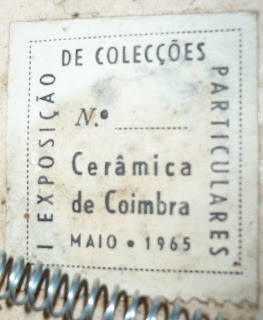 I EXPOSIÇÃO
DE COLECÇÕES
PARTICULARES
N.º
Cerâmica
de Coimbra
MAIO • 1965